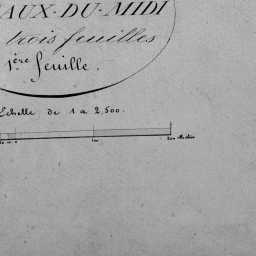 AUX-DU-MIDI
trois feuilles
1ère feuille.
Echelle de 1 a 2,500.